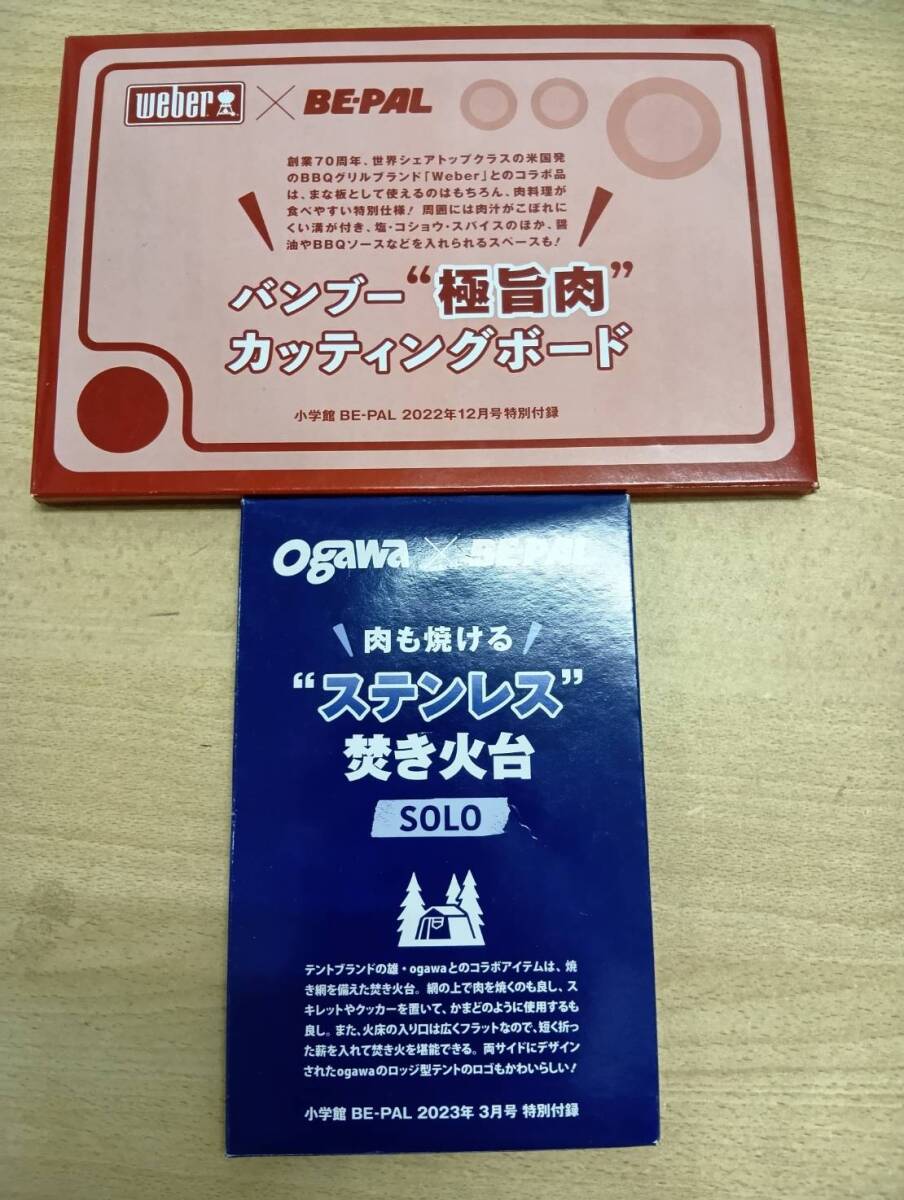 weber × BE-PAL
創業70周年、世界シェアトップクラスの米国発
のBBQグリルブランド「Weber」とのコラボ品
は、まな板として使えるのはもちろん、肉料理が
食べやすい特別仕様！ 周囲には肉汁がこぼれに
くい溝が付き、塩・コショウ・スパイスのほか、醤
油やBBQソースなどを入れられるスペースも！
バンブー“極旨肉”
カッティングボード
小学館 BE-PAL 2022年12月号特別付録
ogawa × BE-PAL
肉も焼ける
“ステンレス”
焚き火台
SOLO
テントブランドの雄・ogawaとのコラボアイテムは、焼
き網を備えた焚き火台。網の上で肉を焼くのも良し、ス
キレットやクッカーを置いて、かまどのように使用するも
良し。また、火床の入り口は広くフラットなので、短く折っ
た薪を入れて焚き火を堪能できる。両サイドにデザイン
されたogawaのロッジ型テントのロゴもかわいらしい！
小学館 BE-PAL 2023年 3月号 特別付録